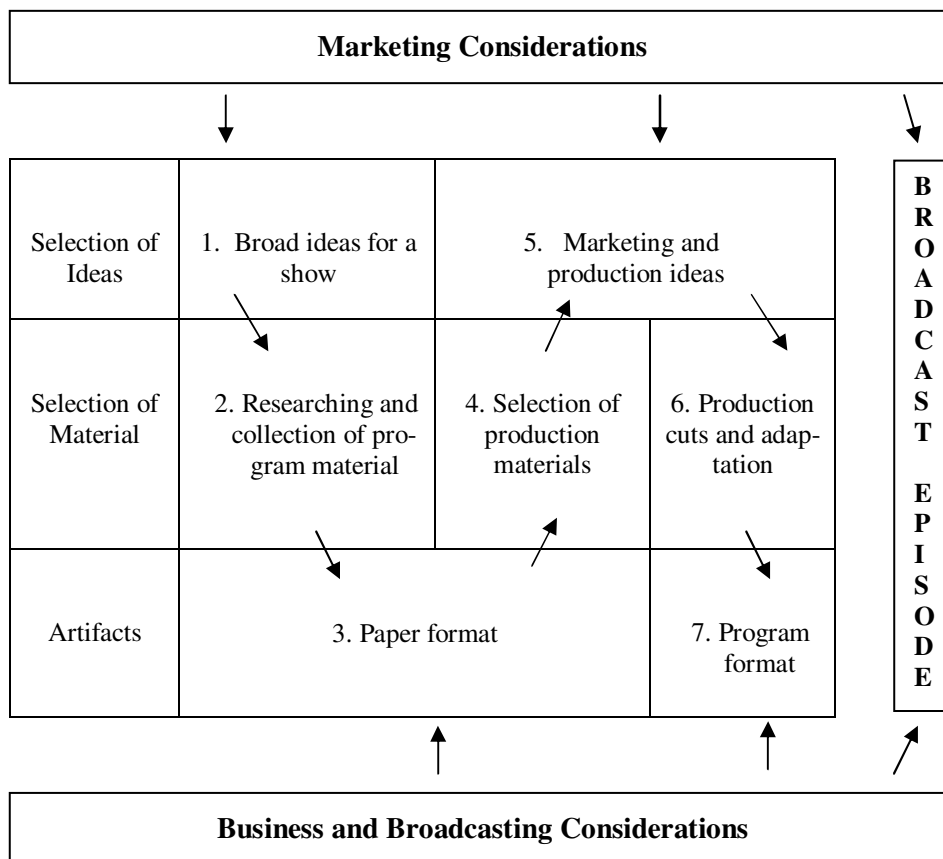 Marketing Considerations
Selection of
Ideas
1. Broad ideas for a
show
5. Marketing and
production ideas
Selection of
Material
2. Researching and
collection of pro-
gram material
4. Selection of
production
materials
6. Production
cuts and adap-
tation
Artifacts
3. Paper format
7. Program
format
B
R
O
A
D
C
A
S
T
E
P
I
S
O
D
E
Business and Broadcasting Considerations